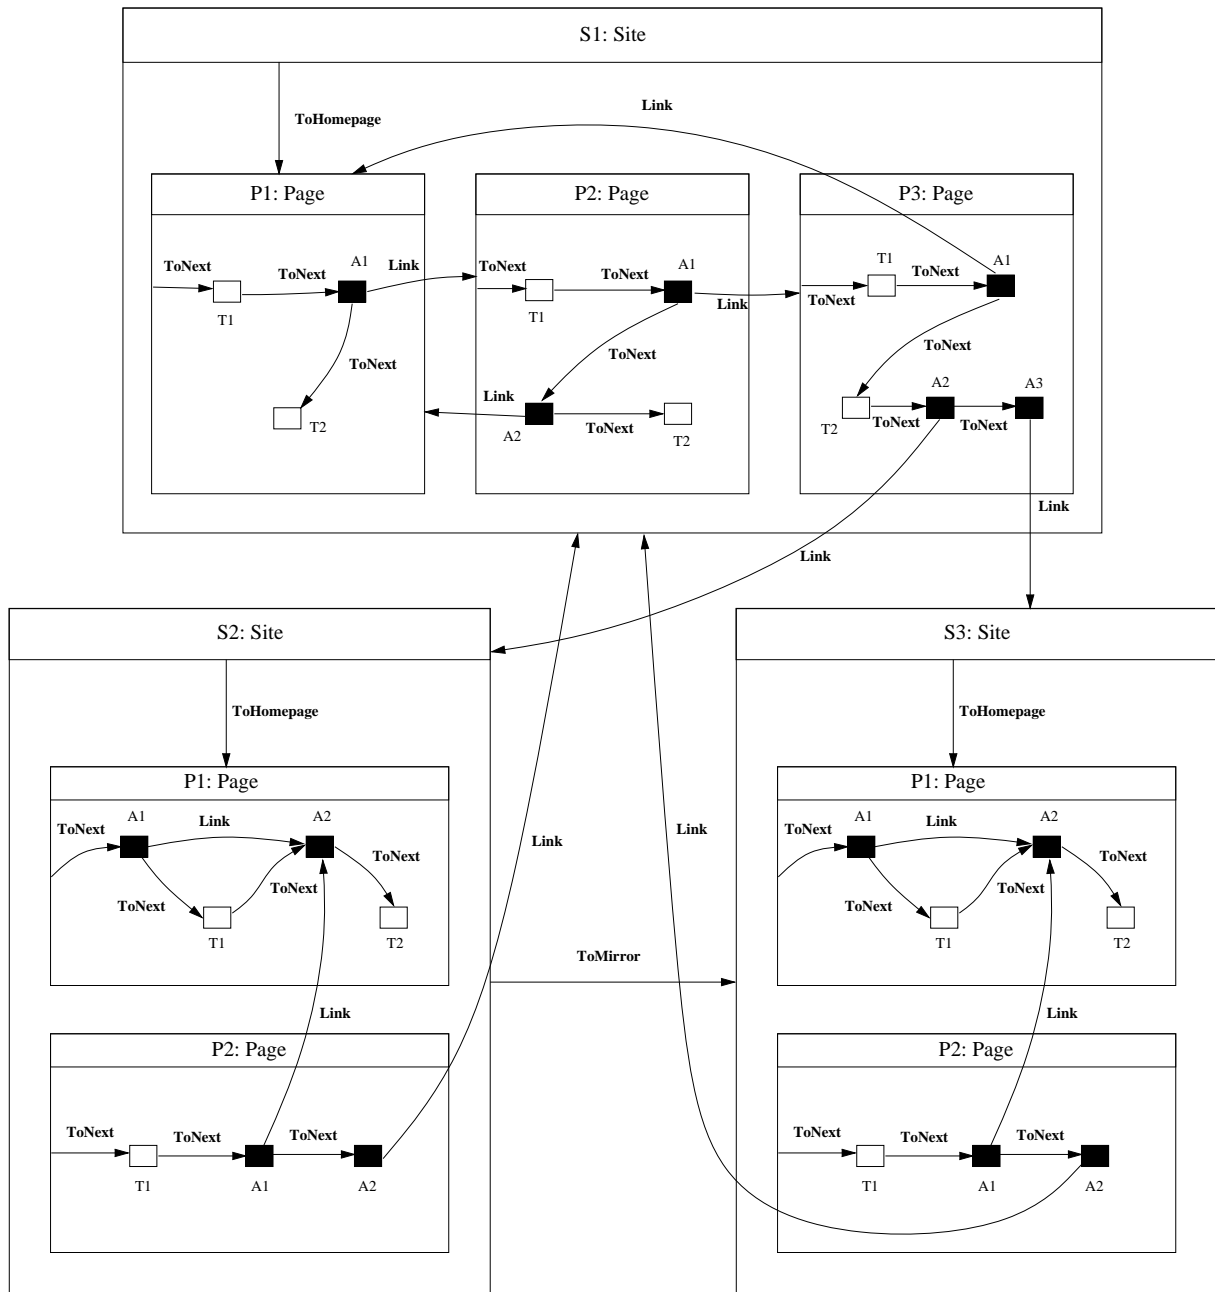 S1: Site
Link
ToHomepage
P1: Page
P2: Page
P3: Page
A1
Link
ToNext
ToNext
T1
ToNext
T2
ToNext
ToNext
A1
T1
Link
ToNext
Link
A2
ToNext
T2
T1
A1
ToNext
ToNext
ToNext
A2
A3
T2
ToNext
ToNext
Link
Link
S2: Site
S3: Site
ToHomepage
P1: Page
A1
A2
ToNext
Link
ToNext
ToNext
ToNext
T1
T2
Link
P2: Page
ToNext
ToNext
ToNext
T1
A1
A2
Link
Link
ToMirror
ToHomepage
P1: Page
A1
A2
ToNext
Link
ToNext
ToNext
ToNext
T1
T2
Link
P2: Page
ToNext
ToNext
ToNext
T1
A1
A2